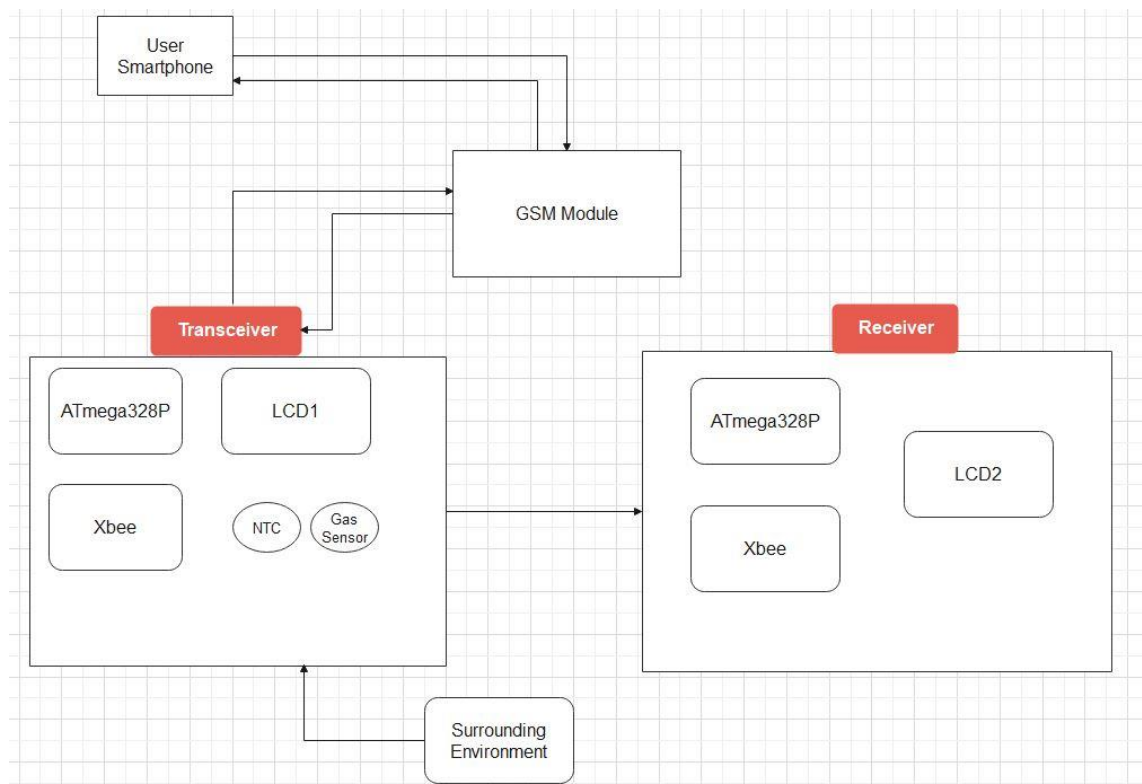 User
Smartphone
GSM Module
Transceiver
Receiver
ATmega328P
LCD1
Xbee
NTC
Gas
Sensor
ATmega328P
LCD2
Xbee
Surrounding
Environment